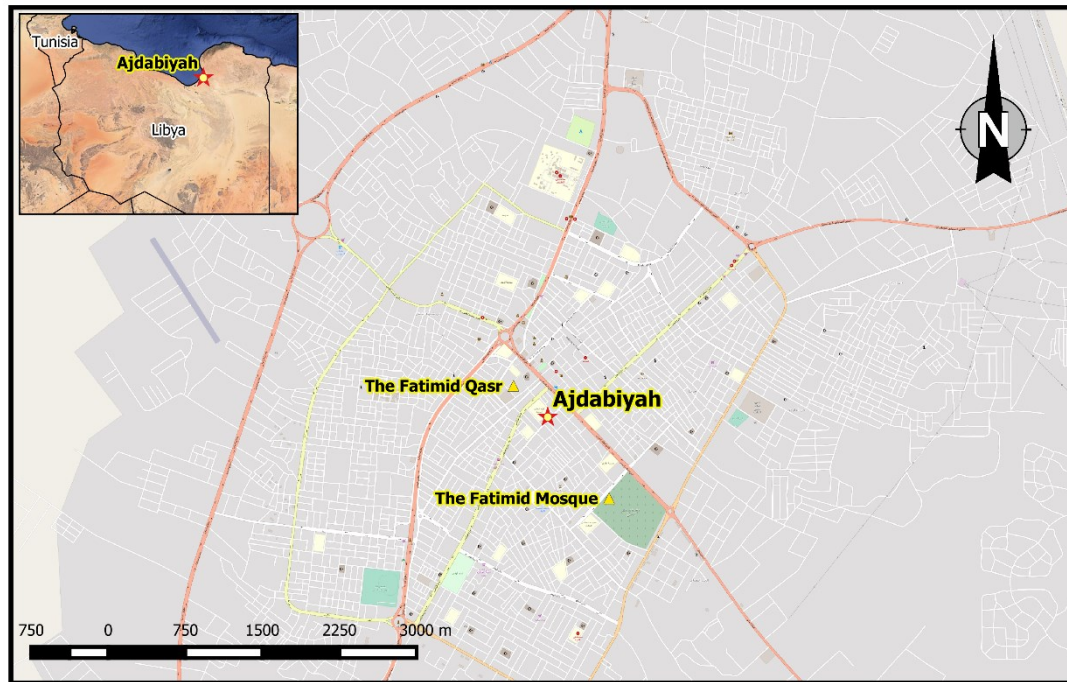 Tunisia
Ajdabiyah
Libya
N
The Fatimid Qasr
Ajdabiyah
The Fatimid Mosque
750 0 750 1500 2250 3000 m